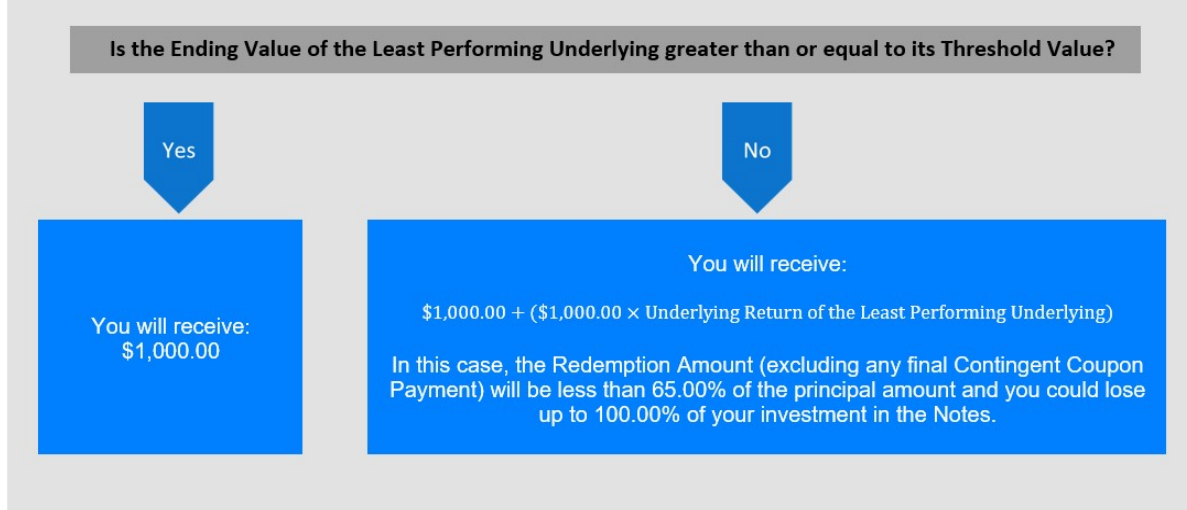 Is the Ending Value of the Least Performing Underlying greater than or equal to its Threshold Value?
Yes
No
You will receive:
$1,000.00
You will receive:
$1,000.00 + ($1,000.00 × Underlying Return of the Least Performing Underlying)
In this case, the Redemption Amount (excluding any final Contingent Coupon
Payment) will be less than 65.00% of the principal amount and you could lose
up to 100.00% of your investment in the Notes.